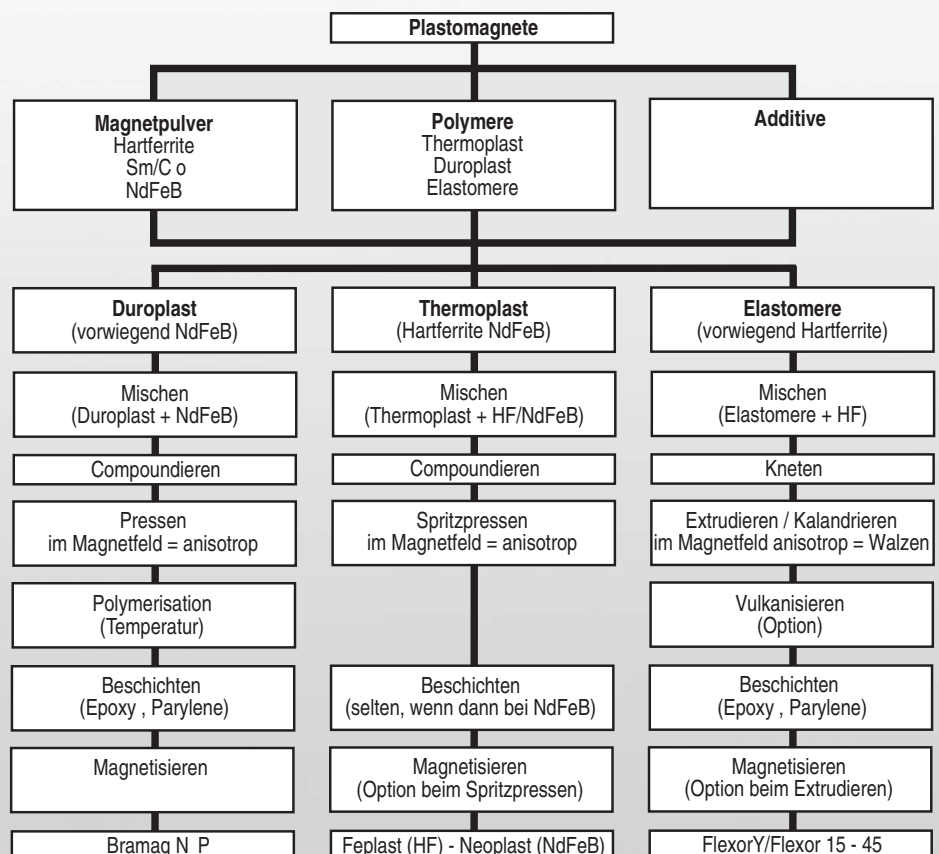 Plastomagnete
Magnetpulver
Hartferrite
Sm/C o
NdFeB
Polymere
Thermoplast
Duroplast
Elastomere
Additive
Duroplast
(vorwiegend NdFeB)
Thermoplast
(Hartferrite NdFeB)
Elastomere
(vorwiegend Hartferrite)
Mischen
(Duroplast + NdFeB)
Mischen
(Thermoplast + HF/NdFeB)
Mischen
(Elastomere + HF)
Compoundieren
Compoundieren
Kneten
Pressen
im Magnetfeld = anisotrop
Spritzpressen
im Magnetfeld = anisotrop
Extrudieren / Kalandrieren
im Magnetfeld anisotrop = Walzen
Polymerisation
(Temperatur)
Vulkanisieren
(Option)
Beschichten
(Epoxy , Parylene)
Beschichten
(selten, wenn dann bei NdFeB)
Beschichten
(Epoxy , Parylene)
Magnetisieren
Magnetisieren
(Option beim Spritzpressen)
Magnetisieren
(Option beim Extrudieren)
Bramag N P
Feplast (HF) - Neoplast (NdFeB)
FlexorY/Flexor 15 - 45